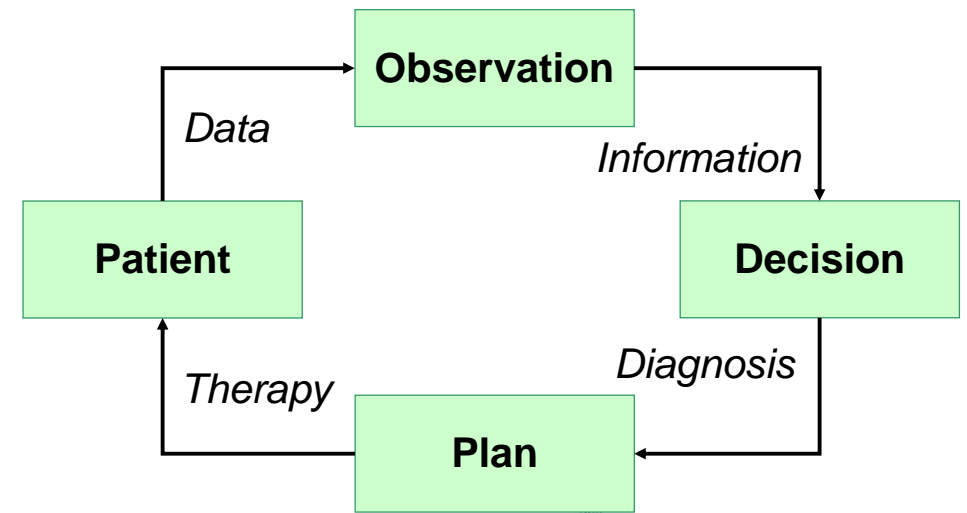 Observation
Data
Information
Patient
Decision
Diagnosis
Therapy
Plan